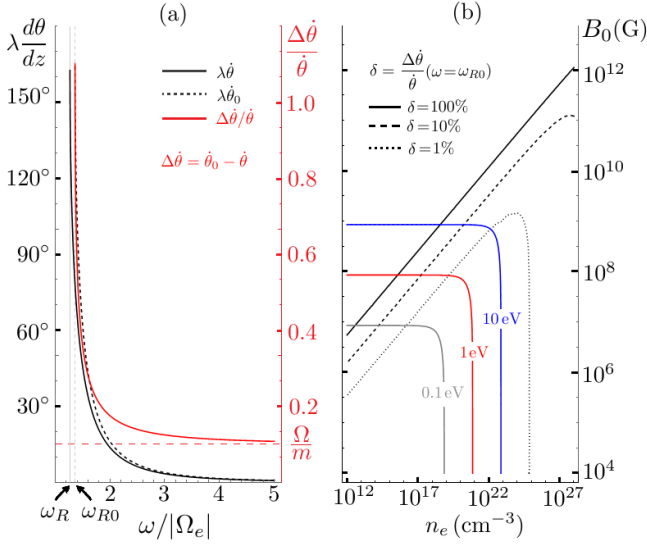 (a)
λ dθ/dz
Δθ̇/θ̇
150°
120°
90°
60°
30°
λθ̇
λθ̇₀
Δθ̇/θ̇
Δθ̇ = θ̇₀ − θ̇
1.0
0.8
0.6
0.4
0.2
Ω/m
2
3
4
5
ω_R
ω_R0
ω/|Ω_e|
(b)
B₀(G)
δ = Δθ̇/θ̇ (ω=ω_R0)
δ=100%
δ=10%
δ=1%
10¹²
10¹⁰
10⁸
10⁶
10⁴
10 eV
1 eV
0.1 eV
10¹²
10¹⁷
10²²
10²⁷
n_e (cm⁻³)